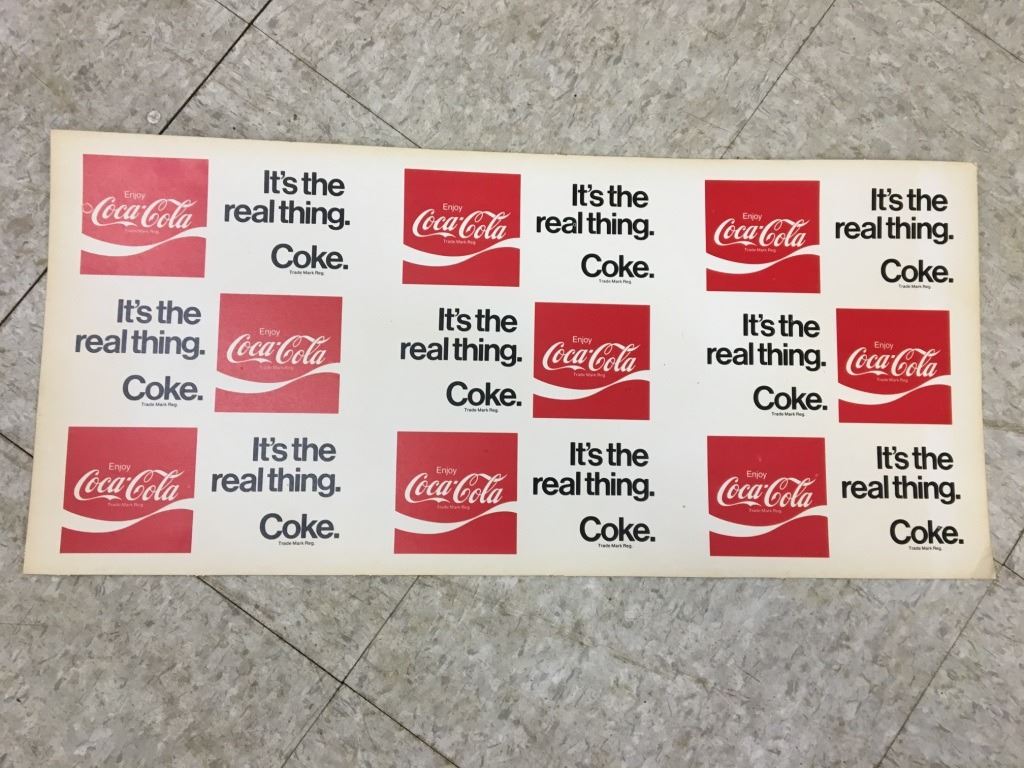 Enjoy
Coca-Cola
Trade Mark Reg.
It's the
real thing.
Coke.
Trade Mark Reg.
Enjoy
Coca-Cola
Trade Mark Reg.
It's the
real thing.
Coke.
Trade Mark Reg.
Enjoy
Coca-Cola
Trade Mark Reg.
It's the
real thing.
Coke.
Trade Mark Reg.
It's the
real thing.
Coke.
Trade Mark Reg.
Enjoy
Coca-Cola
Trade Mark Reg.
It's the
real thing.
Coke.
Trade Mark Reg.
Enjoy
Coca-Cola
Trade Mark Reg.
It's the
real thing.
Coke.
Trade Mark Reg.
Enjoy
Coca-Cola
Trade Mark Reg.
Enjoy
Coca-Cola
Trade Mark Reg.
It's the
real thing.
Coke.
Trade Mark Reg.
Enjoy
Coca-Cola
Trade Mark Reg.
It's the
real thing.
Coke.
Trade Mark Reg.
Enjoy
Coca-Cola
Trade Mark Reg.
It's the
real thing.
Coke.
Trade Mark Reg.